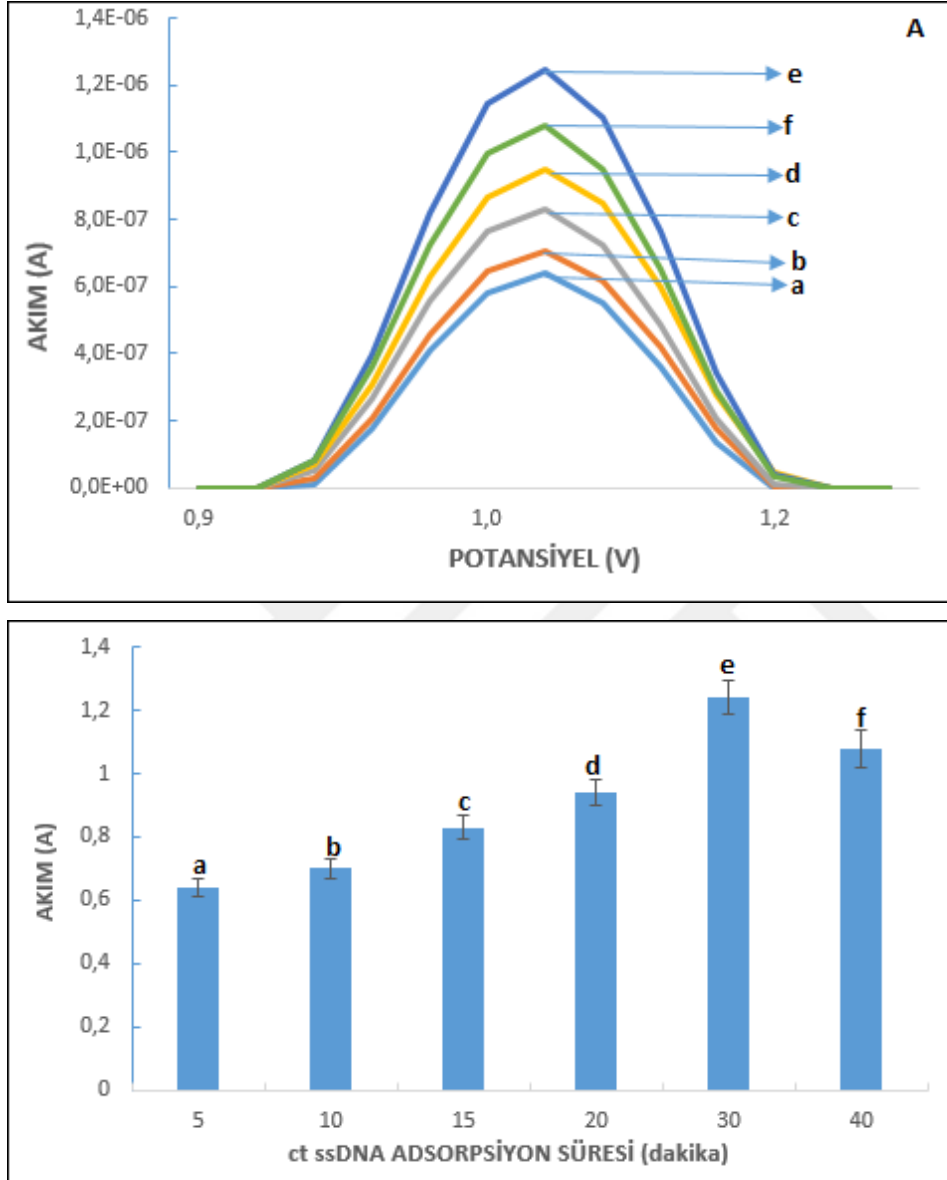 A
1,4E-06
1,2E-06
1,0E-06
8,0E-07
6,0E-07
4,0E-07
2,0E-07
0,0E+00
AKIM (A)
e
f
d
c
b
a
0,9
1,0
1,2
POTANSİYEL (V)
1,4
1,2
1
0,8
0,6
0,4
0,2
0
AKIM (A)
a
b
c
d
e
f
5
10
15
20
30
40
ct ssDNA ADSORPSİYON SÜRESİ (dakika)